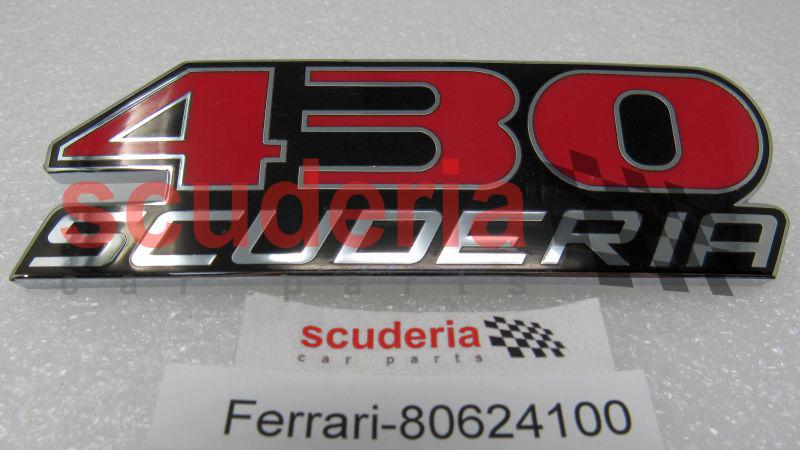 430
SCUDERIA
scuderia
car parts
scuderia
car parts
Ferrari-80624100